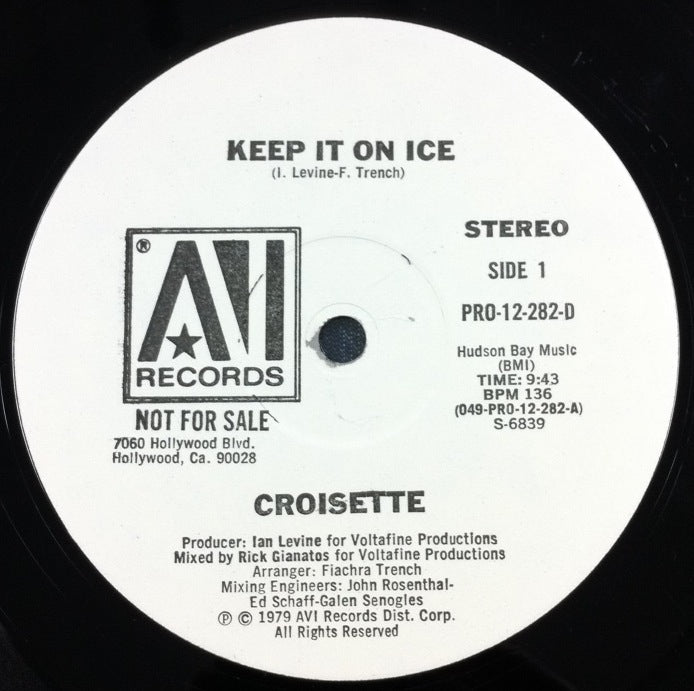 KEEP IT ON ICE
(I. Levine-F. Trench)
®
AVI
RECORDS
NOT FOR SALE
7060 Hollywood Blvd.
Hollywood, Ca. 90028
STEREO
SIDE 1
PRO-12-282-D
Hudson Bay Music
(BMI)
TIME: 9:43
BPM 136
(049-PRO-12-282-A)
S-6839
CROISETTE
Producer: Ian Levine for Voltafine Productions
Mixed by Rick Gianatos for Voltafine Productions
Arranger: Fiachra Trench
Mixing Engineers: John Rosenthal-
Ed Schaff-Galen Senogles
℗ © 1979 AVI Records Dist. Corp.
All Rights Reserved